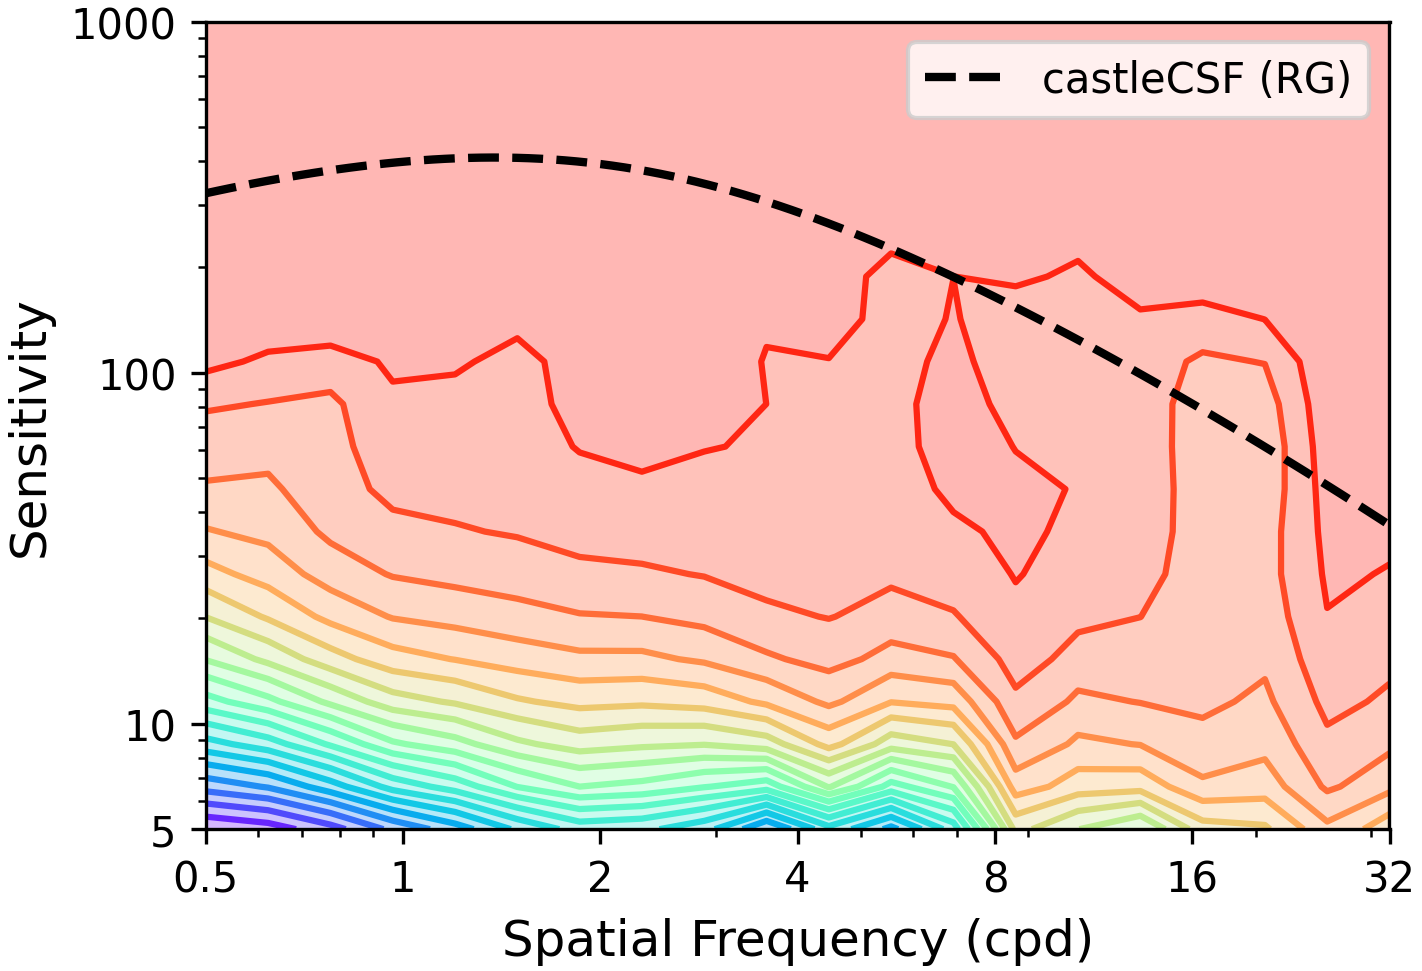 1000
castleCSF (RG)
100
Sensitivity
10
5
0.5 1 2 4 8 16 32
Spatial Frequency (cpd)